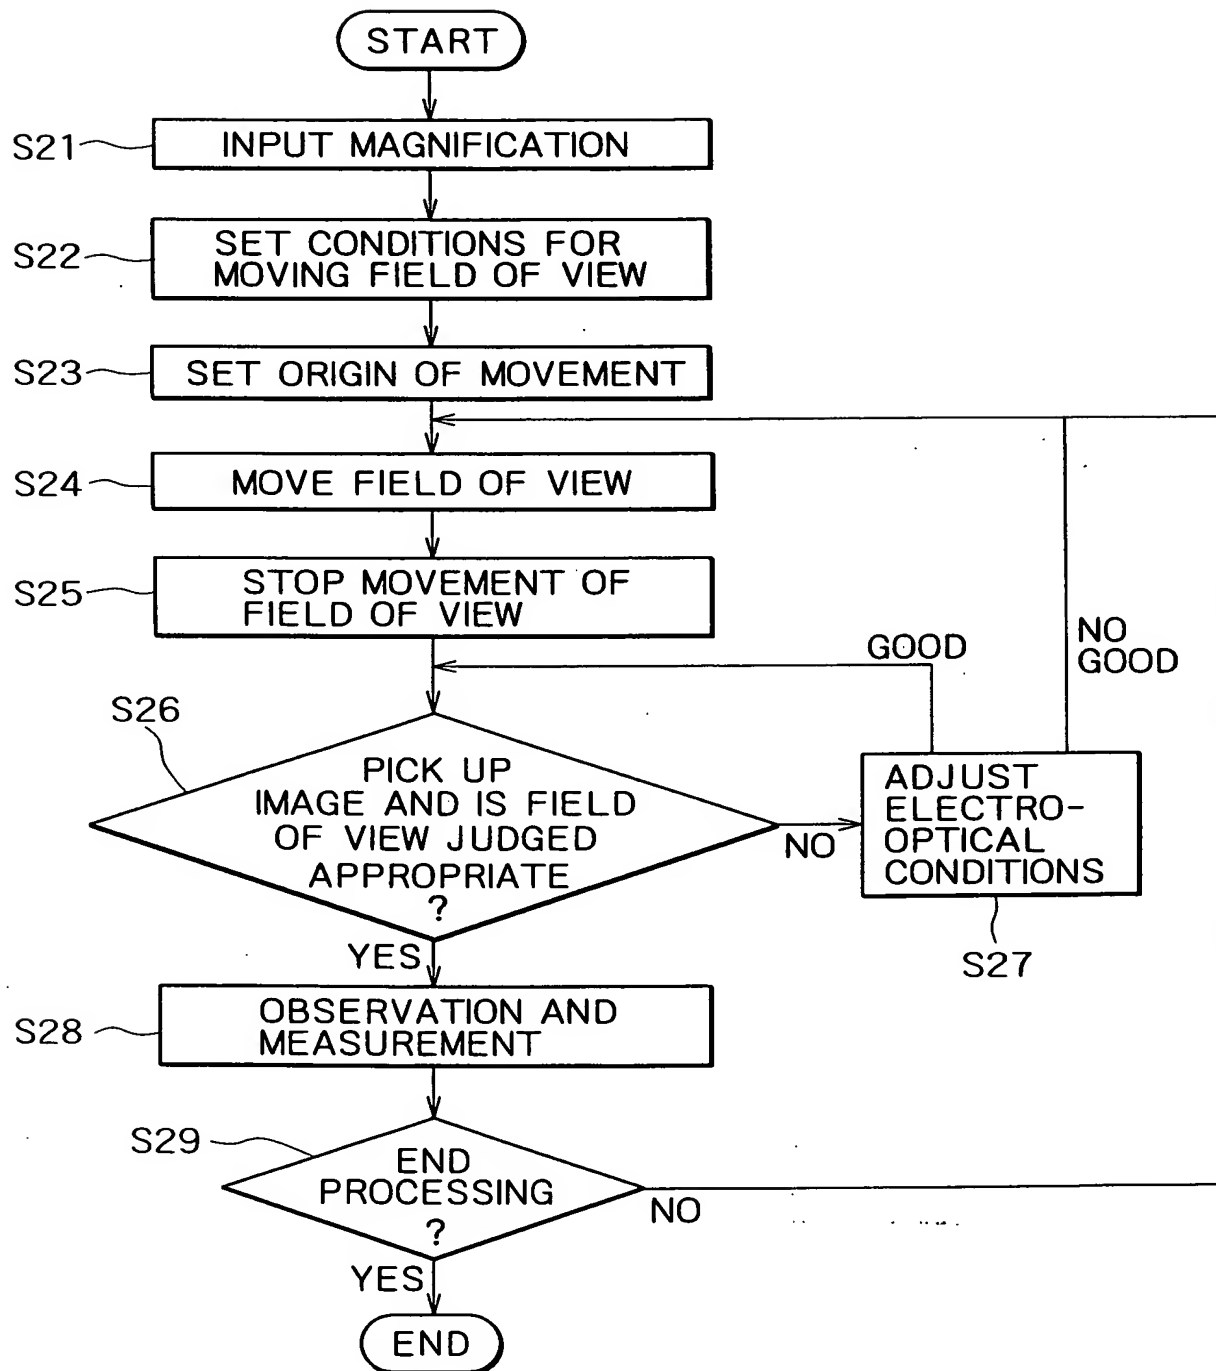 START
S21
INPUT MAGNIFICATION
S22
SET CONDITIONS FOR
MOVING FIELD OF VIEW
S23
SET ORIGIN OF MOVEMENT
S24
MOVE FIELD OF VIEW
S25
STOP MOVEMENT OF
FIELD OF VIEW
GOOD
NO
GOOD
S26
PICK UP
IMAGE AND IS FIELD
OF VIEW JUDGED
APPROPRIATE
?
NO
ADJUST
ELECTRO-
OPTICAL
CONDITIONS
S27
YES
S28
OBSERVATION AND
MEASUREMENT
S29
END
PROCESSING
?
NO
YES
END